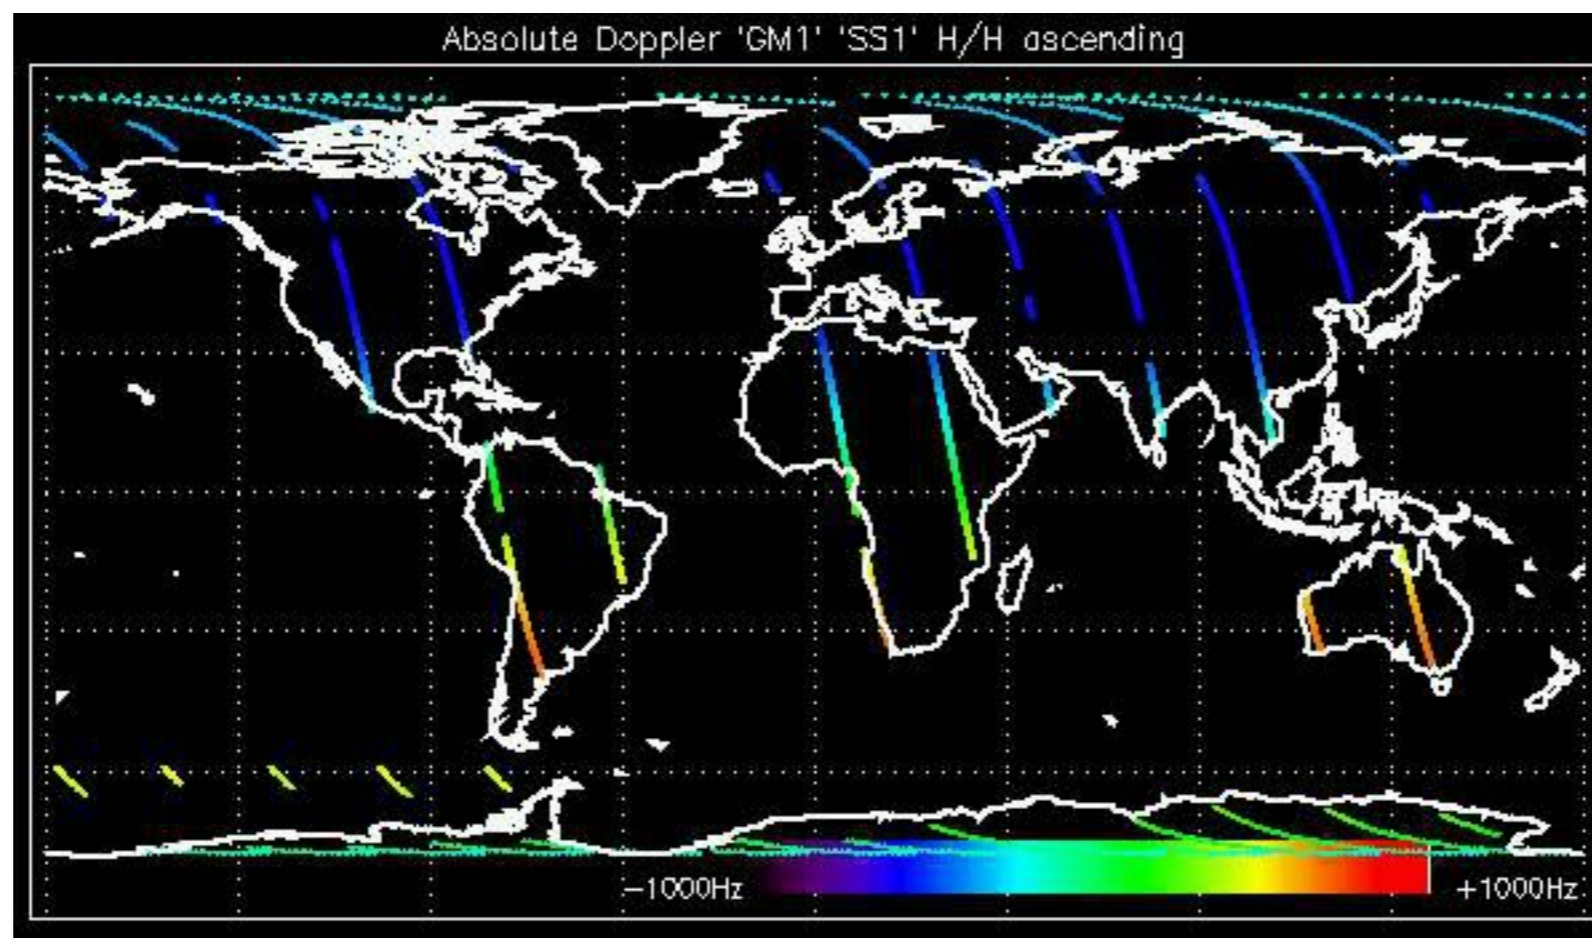 Absolute Doppler 'GM1' 'SS1' H/H ascending
-1000Hz
+1000Hz